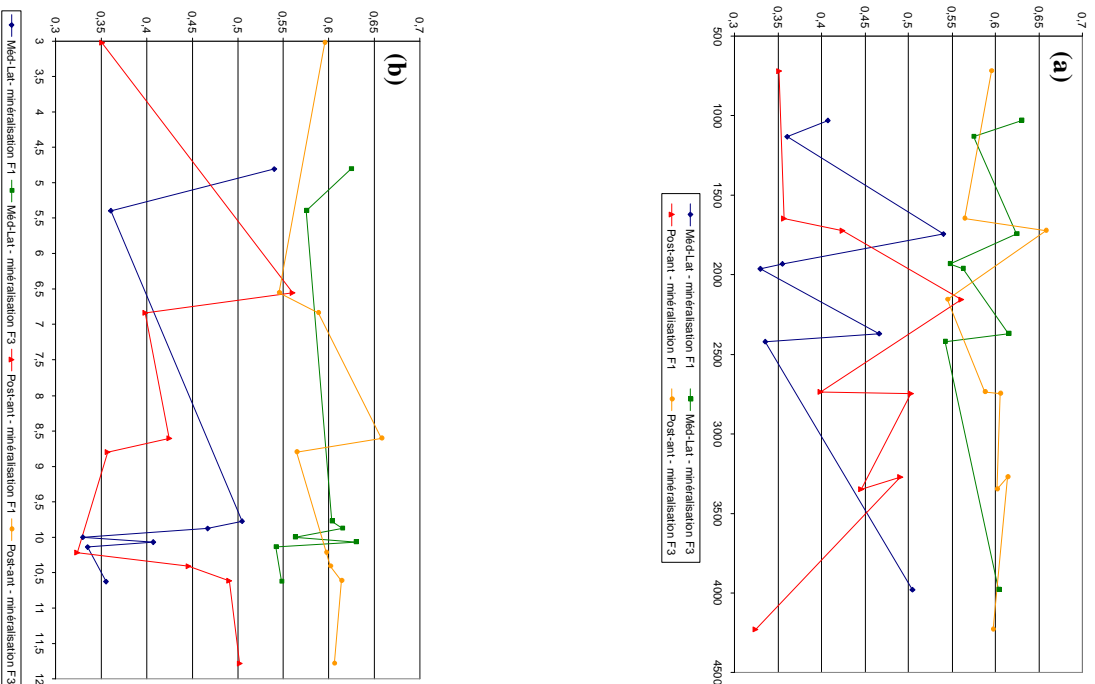 (a)
0,3 0,35 0,4 0,45 0,5 0,55 0,6 0,65 0,7
500
1000
1500
2000
2500
3000
3500
4000
4500
Méd-Lat- minéralisation F1
Méd-Lat - minéralisation F3
Post-ant - minéralisation F1
Post-ant - minéralisation F3
(b)
0,3 0,35 0,4 0,45 0,5 0,55 0,6 0,65 0,7
3
3,5
4
4,5
5
5,5
6
6,5
7
7,5
8
8,5
9
9,5
10
10,5
11
11,5
12
Méd-Lat- minéralisation F1
Méd-Lat - minéralisation F3
Post-ant - minéralisation F1
Post-ant - minéralisation F3